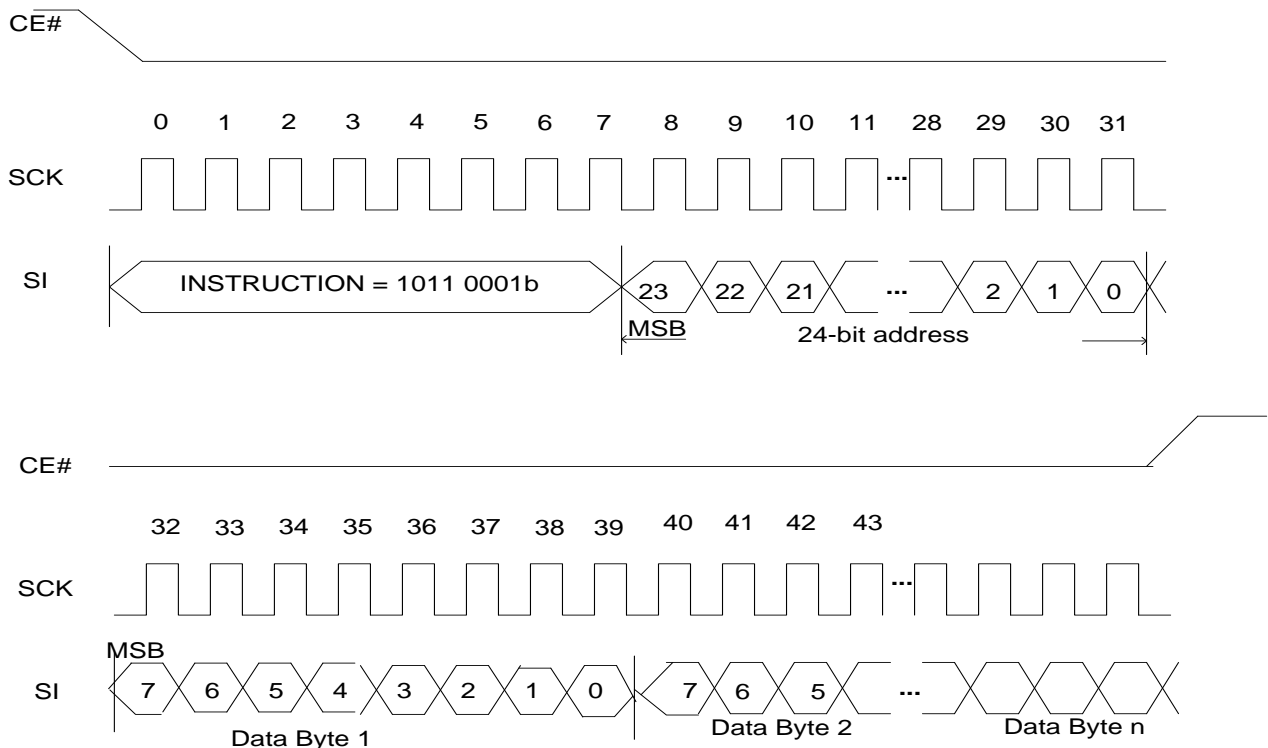 CE#
0 1 2 3 4 5 6 7 8 9 10 11 28 29 30 31
SCK ...
SI INSTRUCTION = 1011 0001b 23 22 21 ... 2 1 0
MSB 24-bit address
CE#
32 33 34 35 36 37 38 39 40 41 42 43
SCK ...
MSB
SI 7 6 5 4 3 2 1 0 7 6 5 ...
Data Byte 1 Data Byte 2 Data Byte n